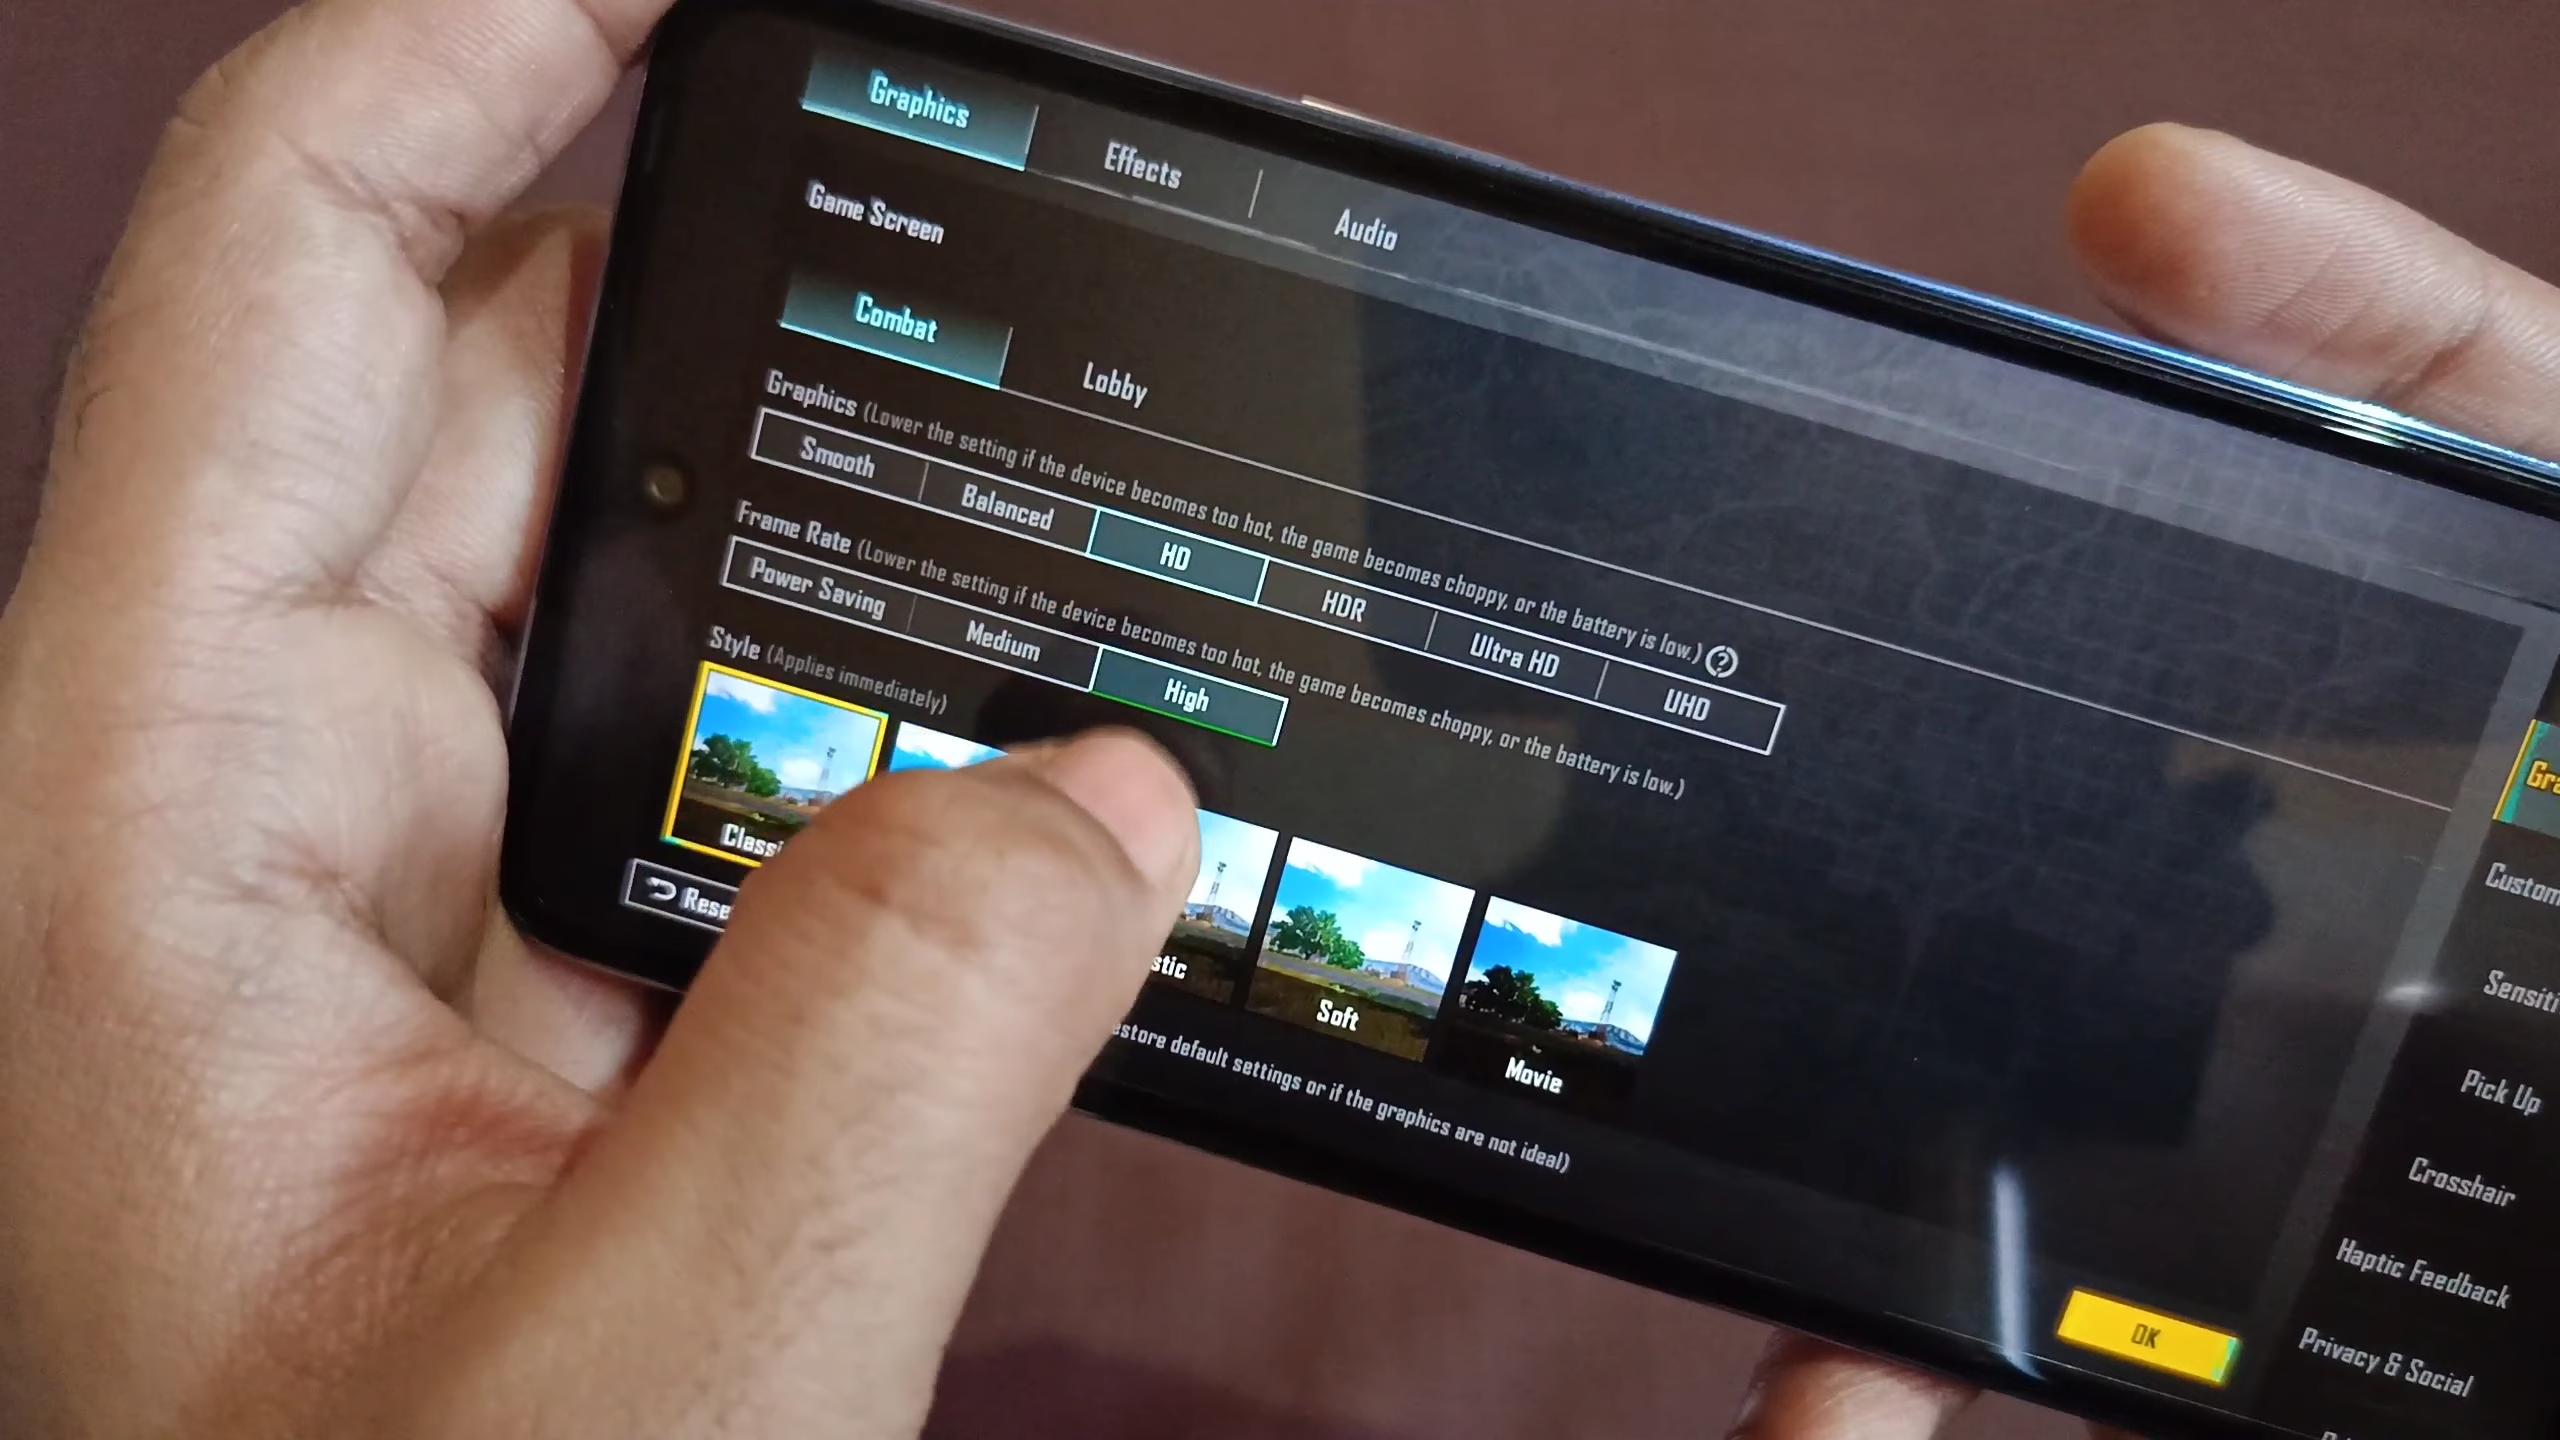 Graphics
Effects
Audio
Game Screen
Combat
Lobby
Graphics (Lower the setting if the device becomes too hot, the game becomes choppy, or the battery is low.) ?
Smooth
Balanced
HD
HDR
Ultra HD
UHD
Frame Rate (Lower the setting if the device becomes too hot, the game becomes choppy, or the battery is low.)
Power Saving
Medium
High
Style (Applies immediately)
Soft
Movie
default settings or if the graphics are not ideal)
OK
Pick Up
Crosshair
Haptic Feedback
Privacy & Social